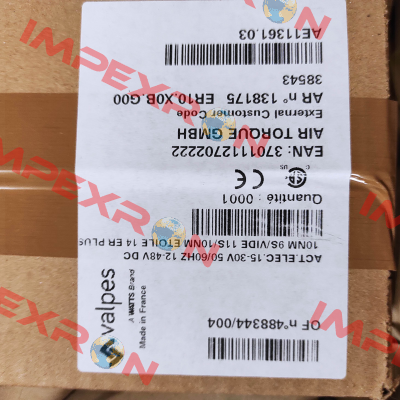 valpes
A WATTS Brand
Made in France
OF n°488344/004
ACT.ELEC.15-30V 50/60HZ 12-48V DC
10NM 9S/VIDE 11S/10NM ETOILE 14 ER PLUS
Quantité : 0001
EAN: 3701112702222
AIR TORQUE GMBH
External Customer Code
AR n° 138175 ER10.X0B.G00
38543
AE11361.03
IMPEXRON